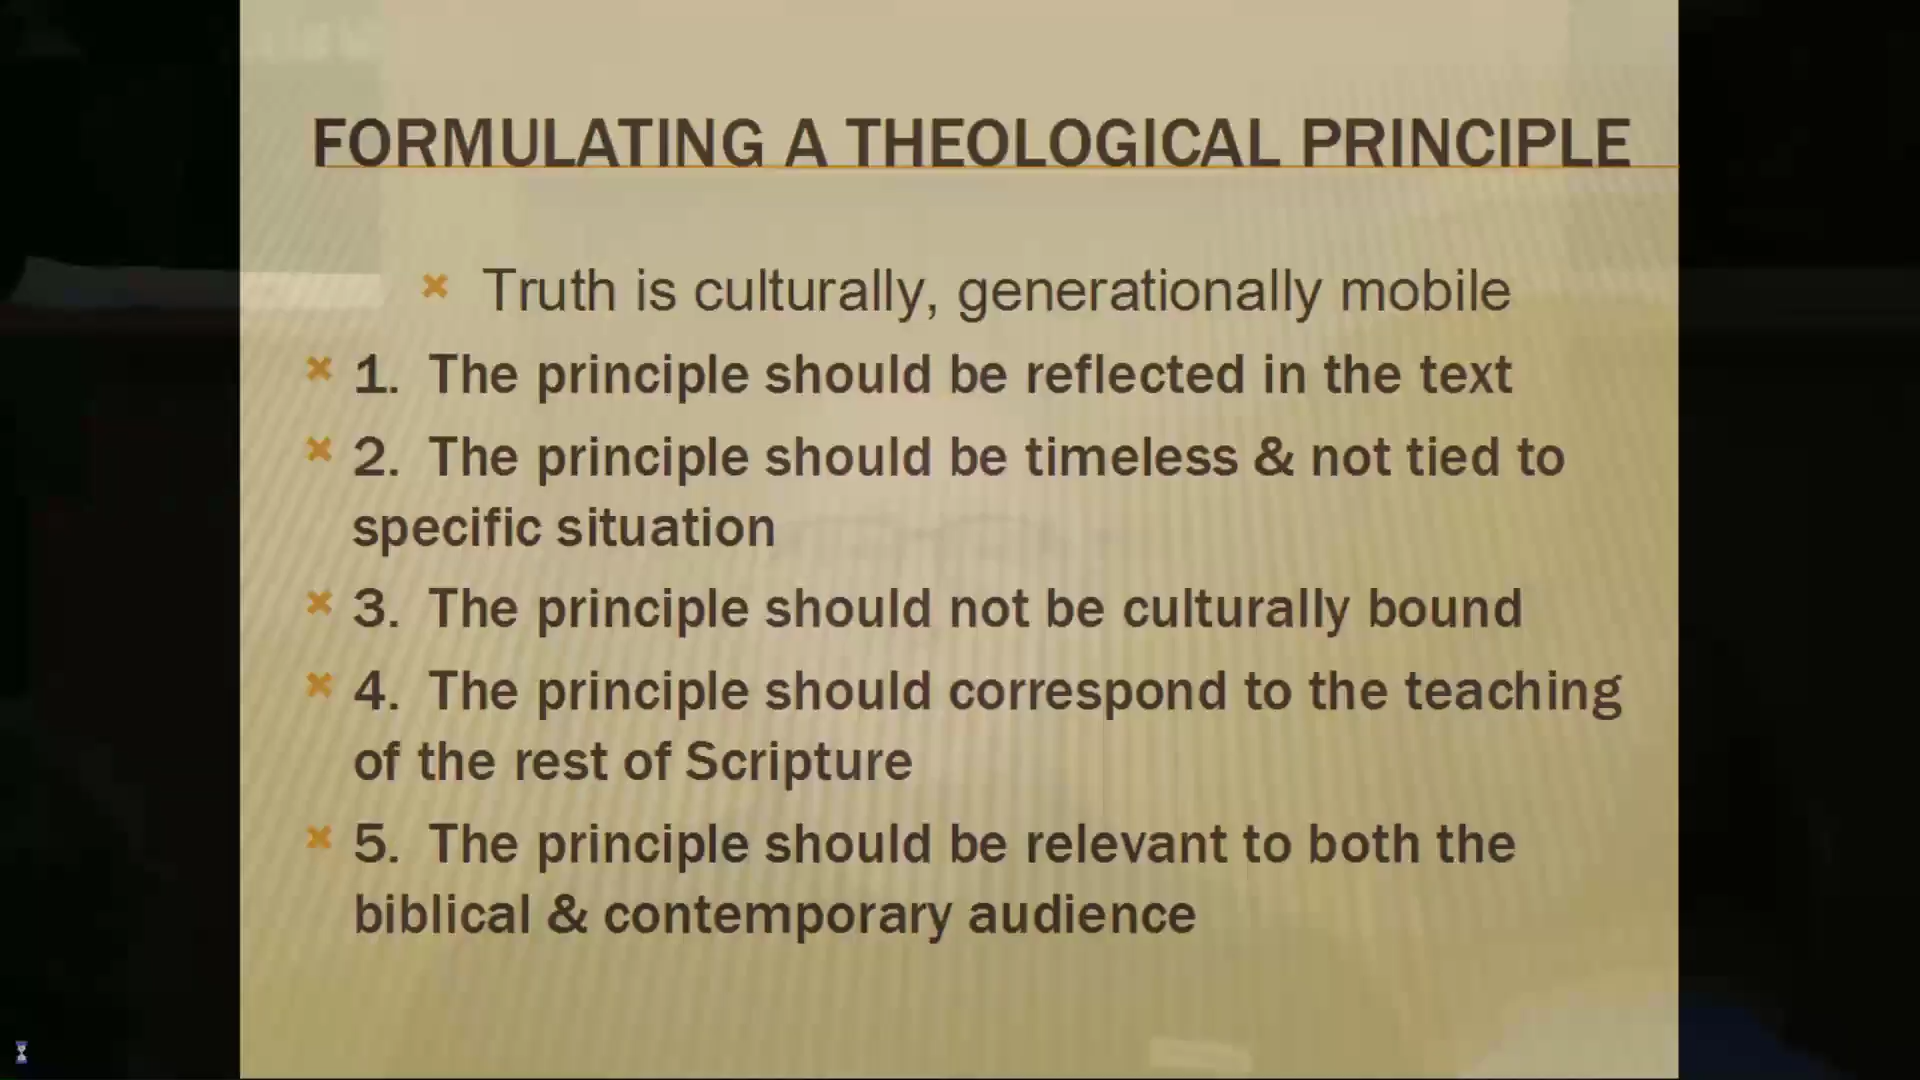 FORMULATING A THEOLOGICAL PRINCIPLE
Truth is culturally, generationally mobile
1. The principle should be reflected in the text
2. The principle should be timeless & not tied to
specific situation
3. The principle should not be culturally bound
4. The principle should correspond to the teaching
of the rest of Scripture
5. The principle should be relevant to both the
biblical & contemporary audience